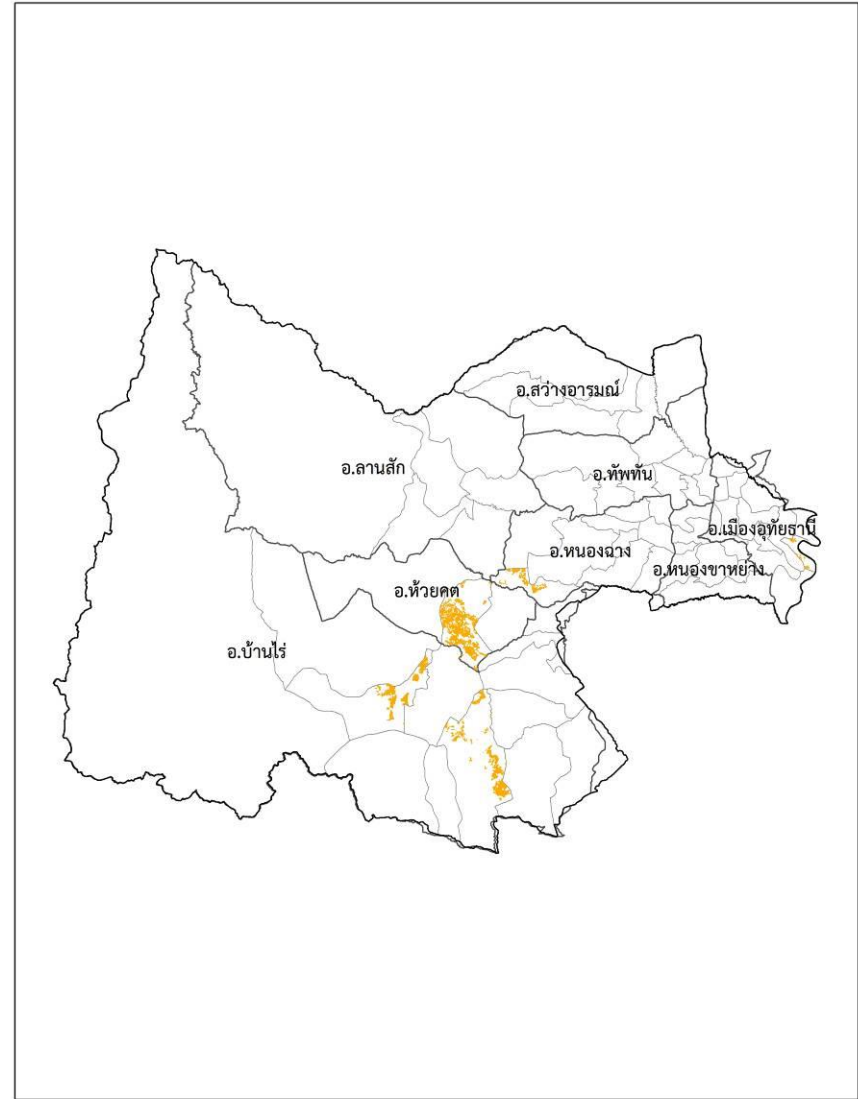 อ.สว่างอารมณ์
อ.ลานสัก
อ.ทัพทัน
อ.เมืองอุทัยธานี
อ.หนองฉาง
อ.หนองขาหย่าง
อ.ห้วยคต
อ.บ้านไร่